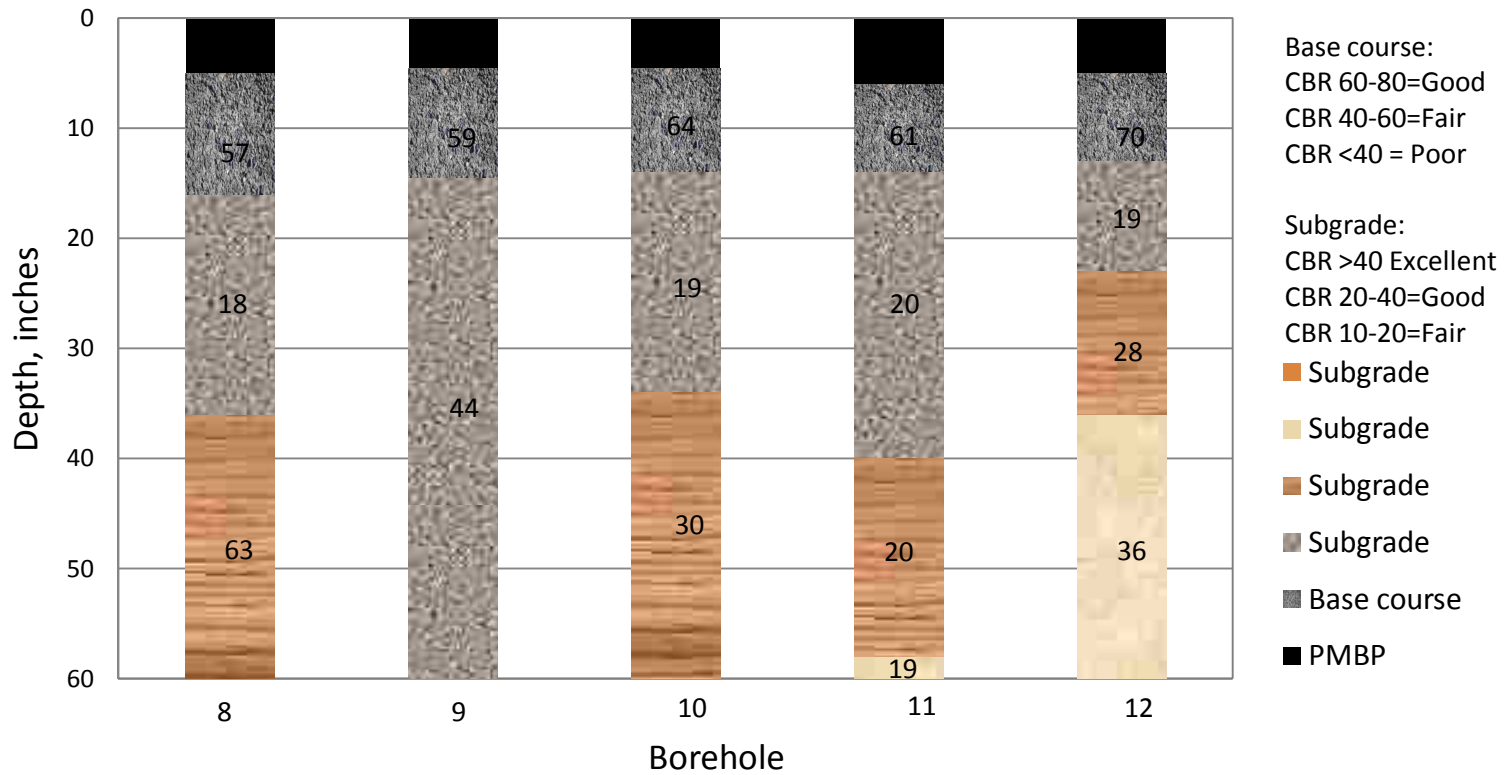 0
10
20
30
40
50
60
Depth, inches
57
18
63
59
44
64
19
30
61
20
20
19
70
19
28
36
8
9
10
11
12
Borehole
Base course:
CBR 60-80=Good
CBR 40-60=Fair
CBR <40 = Poor
Subgrade:
CBR >40 Excellent
CBR 20-40=Good
CBR 10-20=Fair
Subgrade
Subgrade
Subgrade
Subgrade
Base course
PMBP